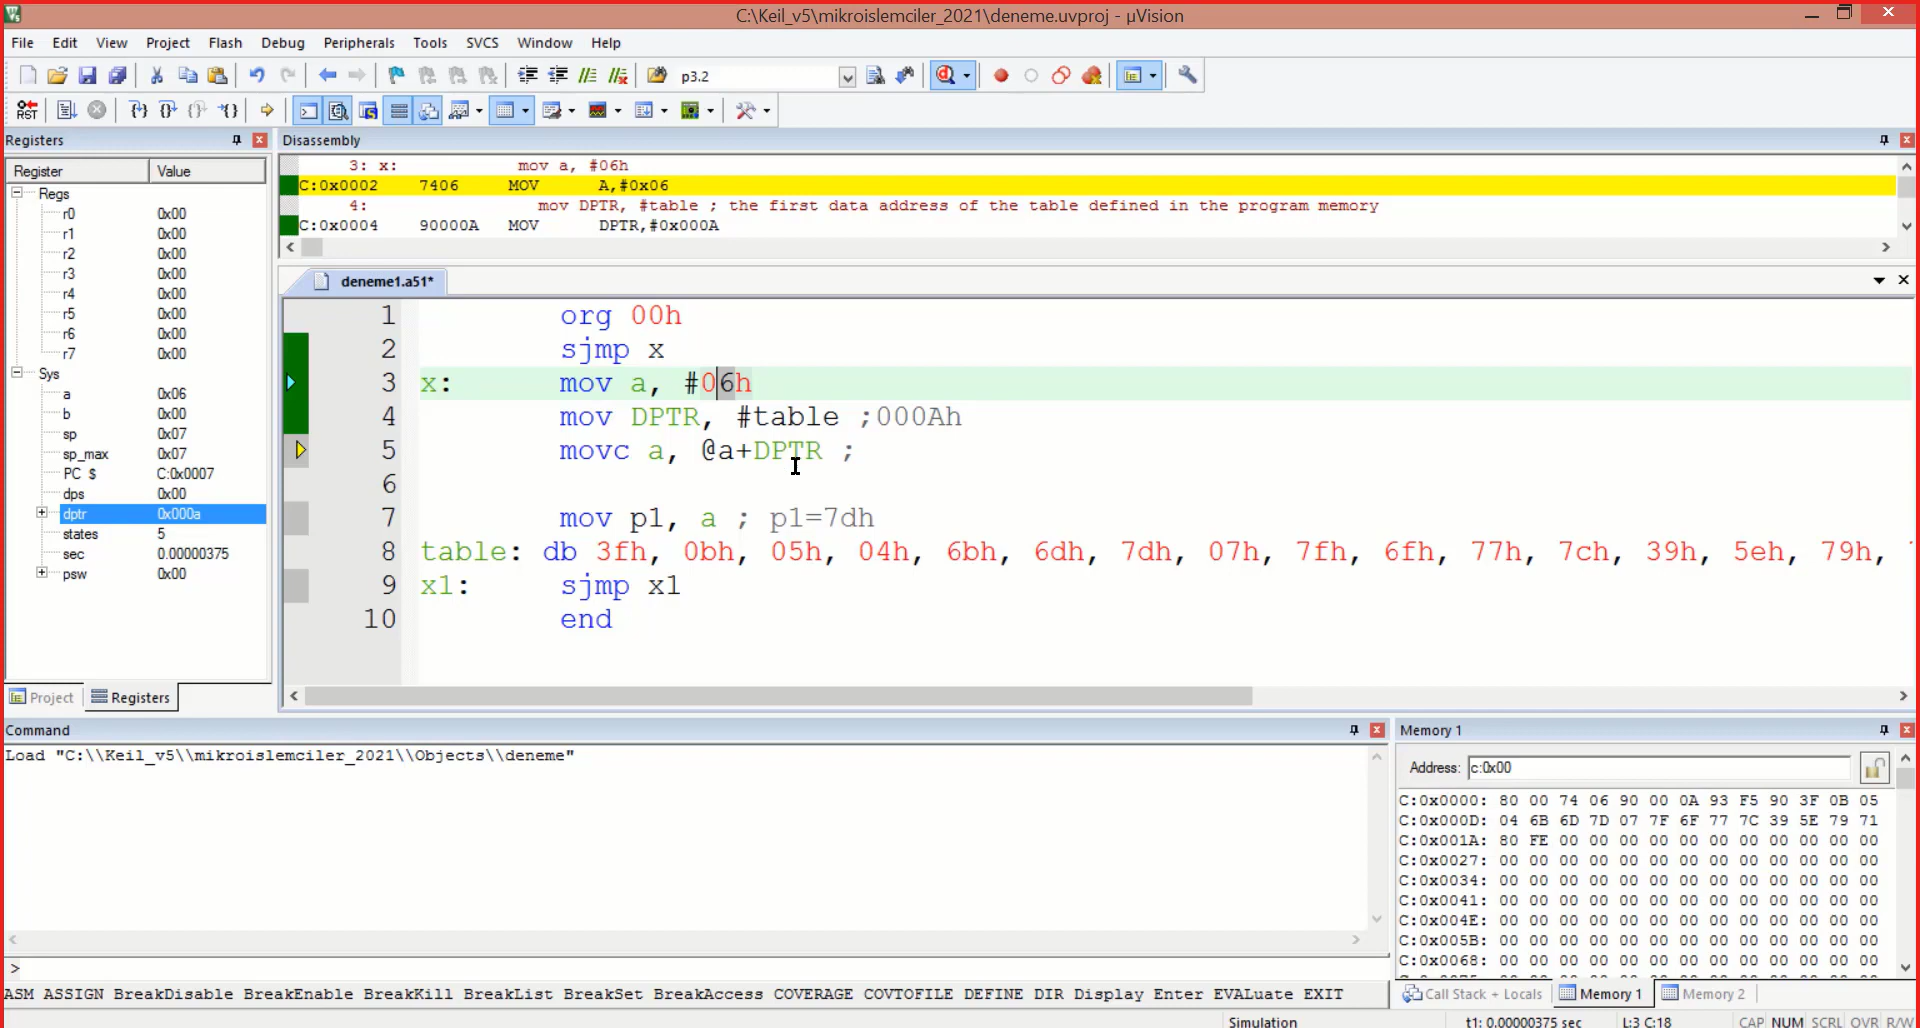 C:\Keil_v5\mikroislemciler_2021\deneme.uvproj - µVision
File Edit View Project Flash Debug Peripherals Tools SVCS Window Help
p3.2
RST
Registers
Register Value
Regs
r0 0x00
r1 0x00
r2 0x00
r3 0x00
r4 0x00
r5 0x00
r6 0x00
r7 0x00
Sys
a 0x06
b 0x00
sp 0x07
sp_max 0x07
PC $ C:0x0007
dps 0x00
dptr 0x000a
states 5
sec 0.00000375
psw 0x00
Project Registers
Disassembly
3: x: mov a, #06h
C:0x0002 7406 MOV A,#0x06
4: mov DPTR, #table ; the first data address of the table defined in the program memory
C:0x0004 90000A MOV DPTR,#0x000A
deneme1.a51*
1 org 00h
2 sjmp x
3 x: mov a, #06h
4 mov DPTR, #table ;000Ah
5 movc a, @a+DPTR ;
6
7 mov p1, a ; p1=7dh
8 table: db 3fh, 0bh, 05h, 04h, 6bh, 6dh, 7dh, 07h, 7fh, 6fh, 77h, 7ch, 39h, 5eh, 79h,
9 x1: sjmp x1
10 end
Command
Load "C:\\Keil_v5\\mikroislemciler_2021\\Objects\\deneme"
>
ASM ASSIGN BreakDisable BreakEnable BreakKill BreakList BreakSet BreakAccess COVERAGE COVTOFILE DEFINE DIR Display Enter EVALuate EXIT
Memory 1
Address: c:0x00
C:0x0000: 80 00 74 06 90 00 0A 93 F5 90 3F 0B 05
C:0x000D: 04 6B 6D 7D 07 7F 6F 77 7C 39 5E 79 71
C:0x001A: 80 FE 00 00 00 00 00 00 00 00 00 00 00
C:0x0027: 00 00 00 00 00 00 00 00 00 00 00 00 00
C:0x0034: 00 00 00 00 00 00 00 00 00 00 00 00 00
C:0x0041: 00 00 00 00 00 00 00 00 00 00 00 00 00
C:0x004E: 00 00 00 00 00 00 00 00 00 00 00 00 00
C:0x005B: 00 00 00 00 00 00 00 00 00 00 00 00 00
C:0x0068: 00 00 00 00 00 00 00 00 00 00 00 00 00
Call Stack + Locals Memory 1 Memory 2
Simulation t1: 0.00000375 sec L:3 C:18 CAP NUM SCRL OVR R/W